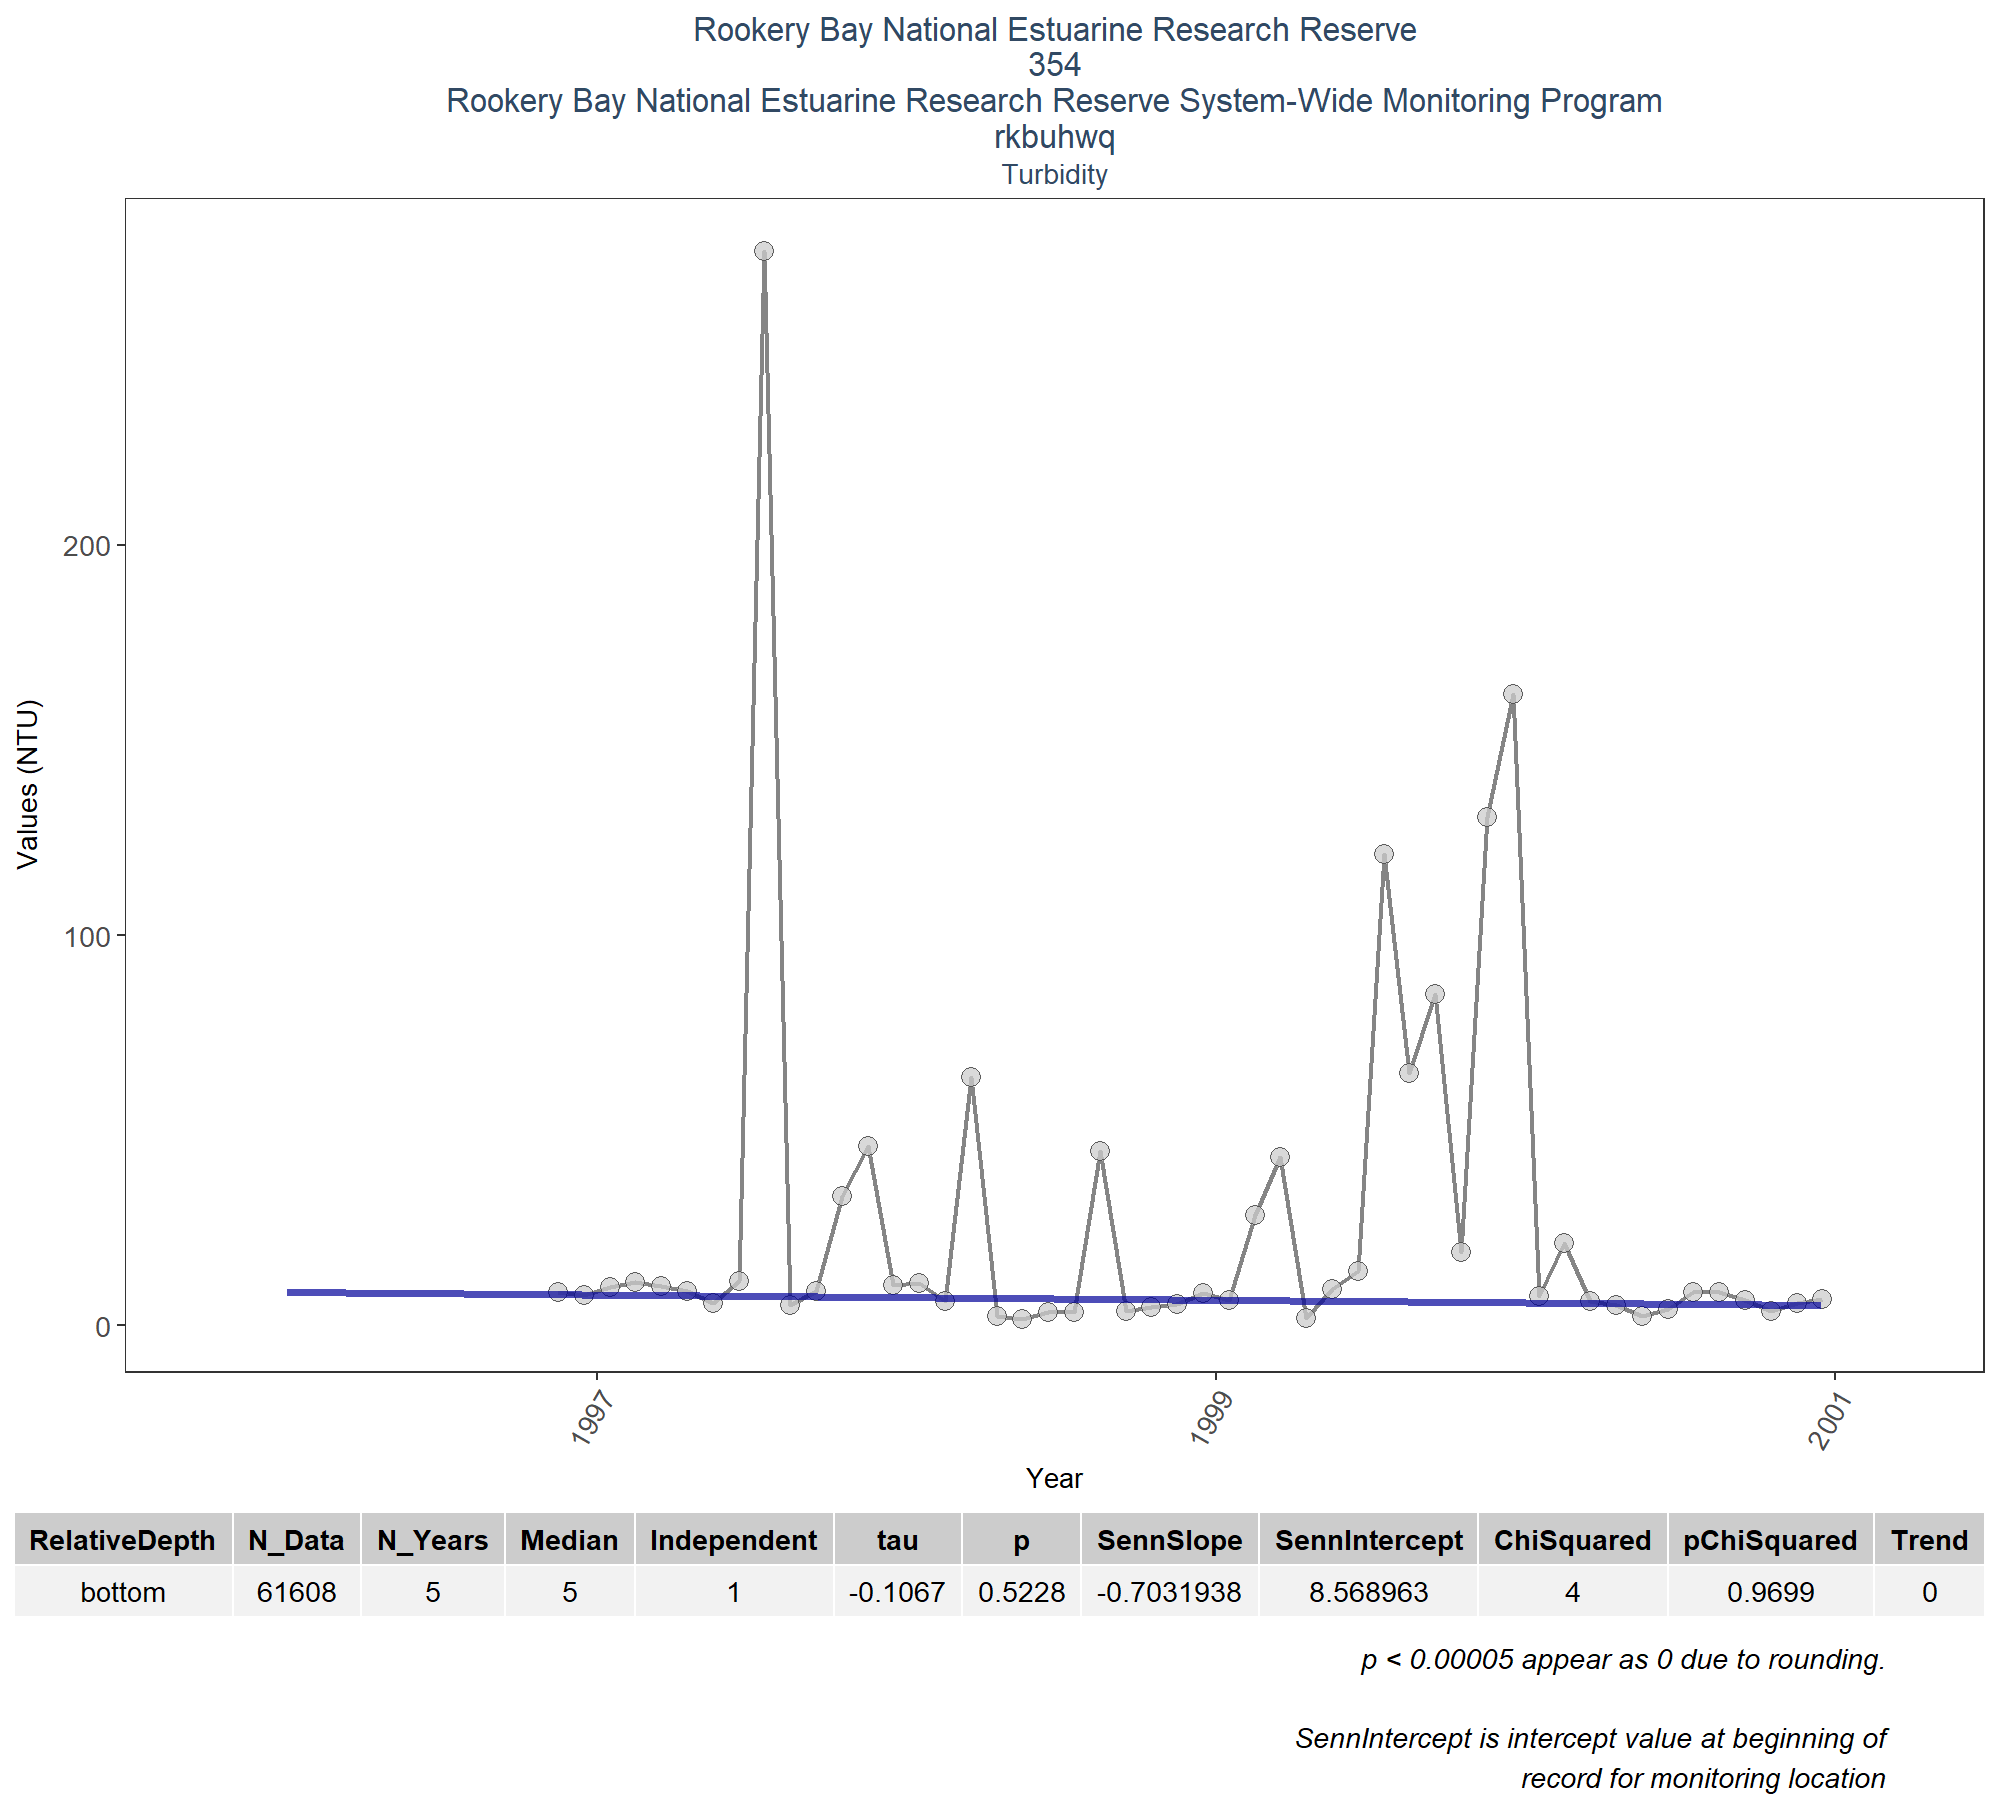 Rookery Bay National Estuarine Research Reserve
354
Rookery Bay National Estuarine Research Reserve System-Wide Monitoring Program
rkbuhwq
Turbidity
Values (NTU)
200
100
0
1997
1999
2001
Year
RelativeDepth N_Data N_Years Median Independent tau p SennSlope SennIntercept ChiSquared pChiSquared Trend
bottom 61608 5 5 1 -0.1067 0.5228 -0.7031938 8.568963 4 0.9699 0
p < 0.00005 appear as 0 due to rounding.
SennIntercept is intercept value at beginning of
record for monitoring location